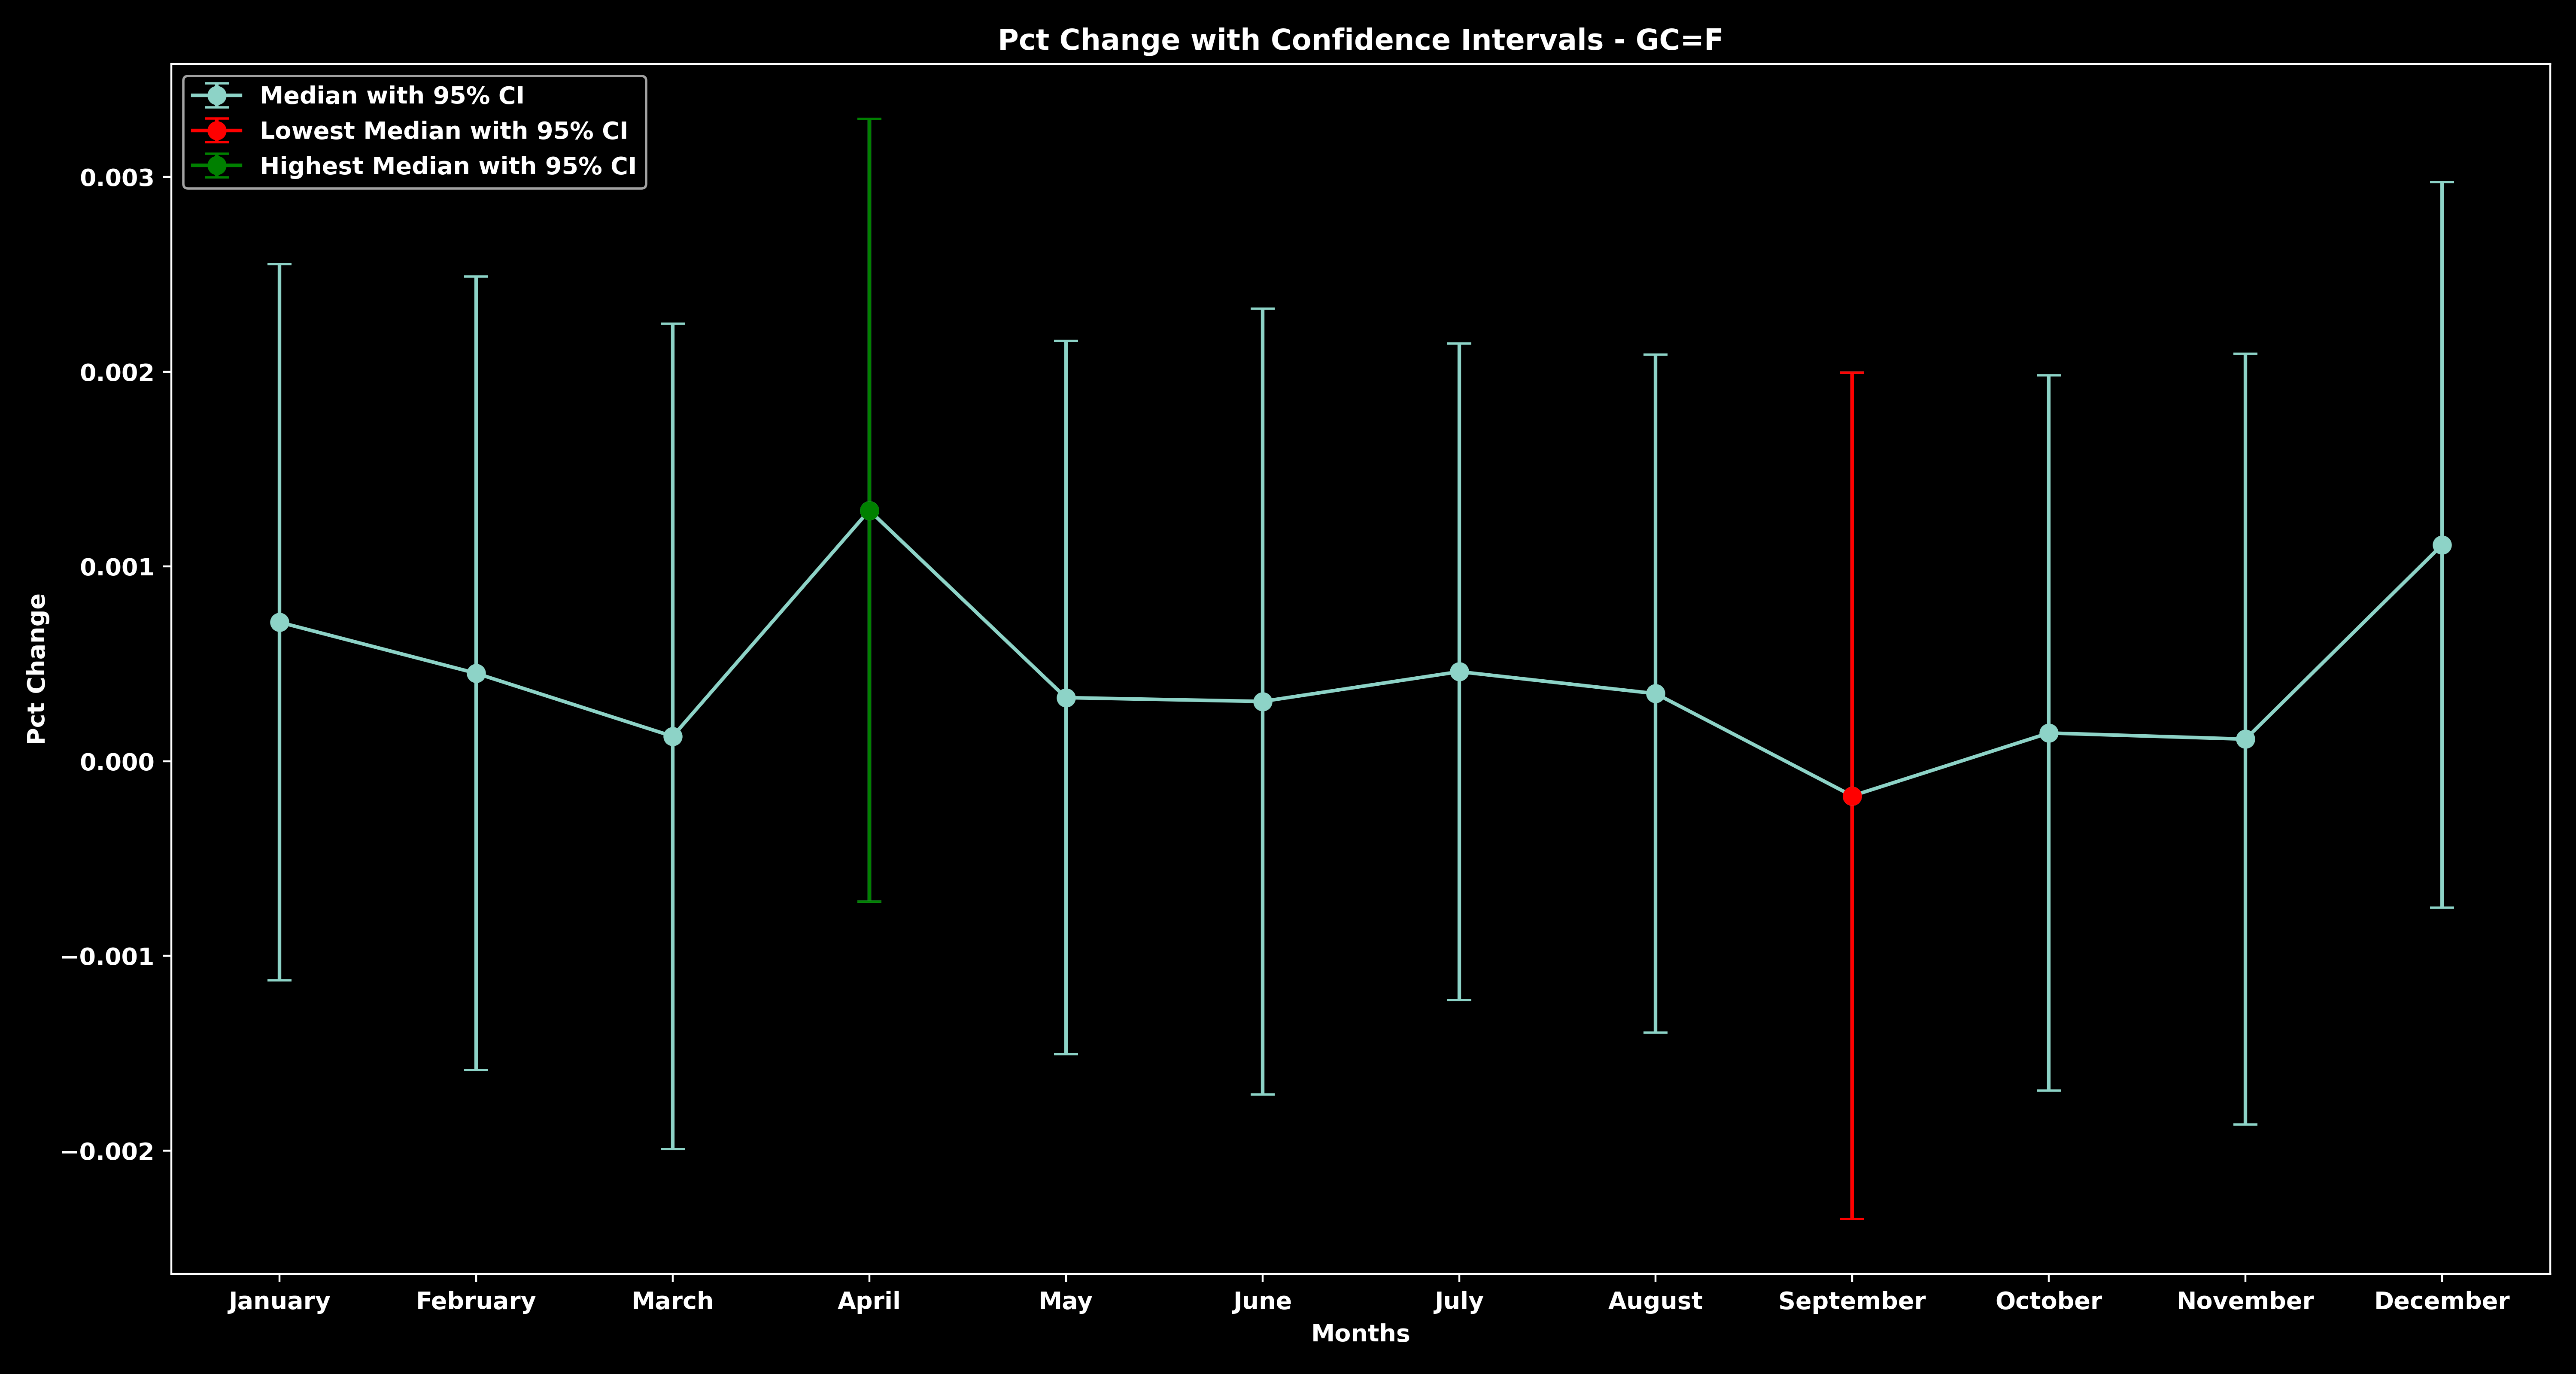 Pct Change with Confidence Intervals - GC=F
Median with 95% CI
Lowest Median with 95% CI
Highest Median with 95% CI
0.003
0.002
0.001
0.000
−0.001
−0.002
Pct Change
January February March April May June July August September October November December
Months